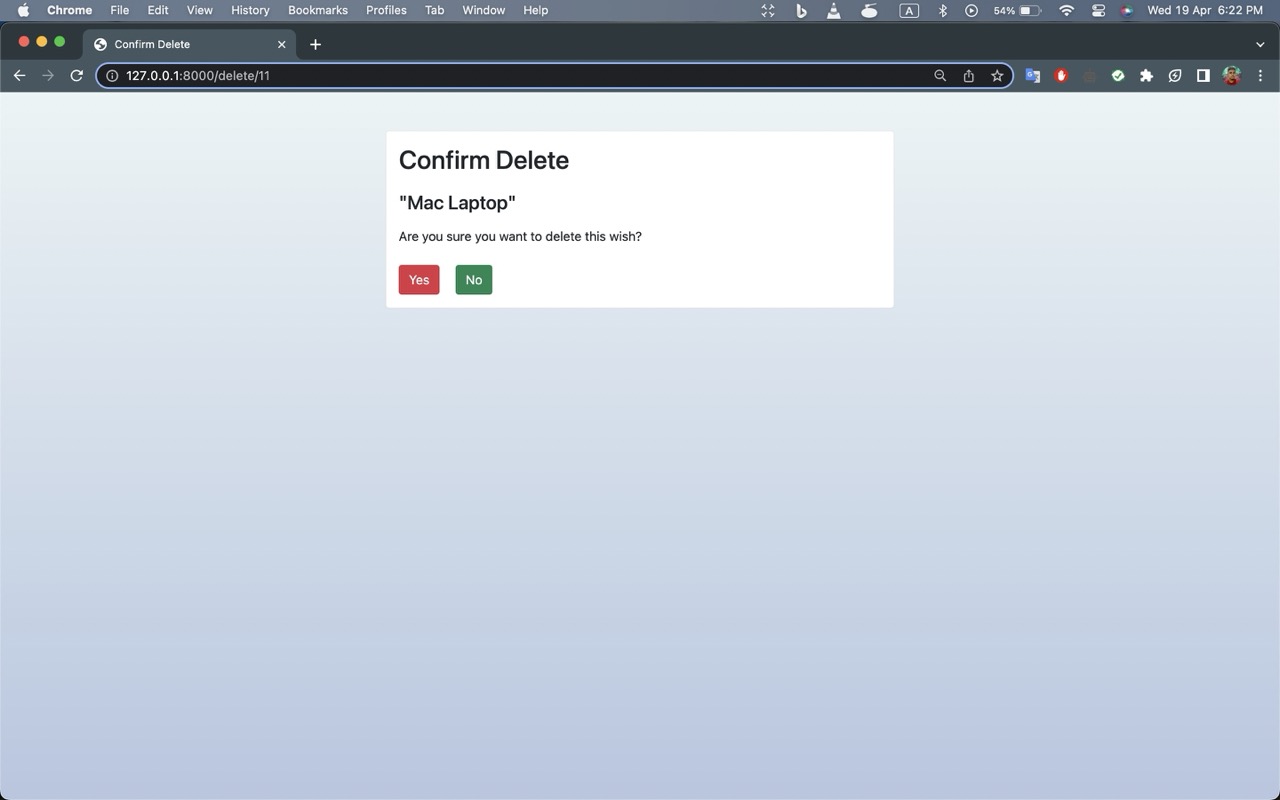 Chrome File Edit View History Bookmarks Profiles Tab Window Help A 54% Wed 19 Apr 6:22 PM
Confirm Delete
127.0.0.1:8000/delete/11
Confirm Delete
"Mac Laptop"
Are you sure you want to delete this wish?
Yes No